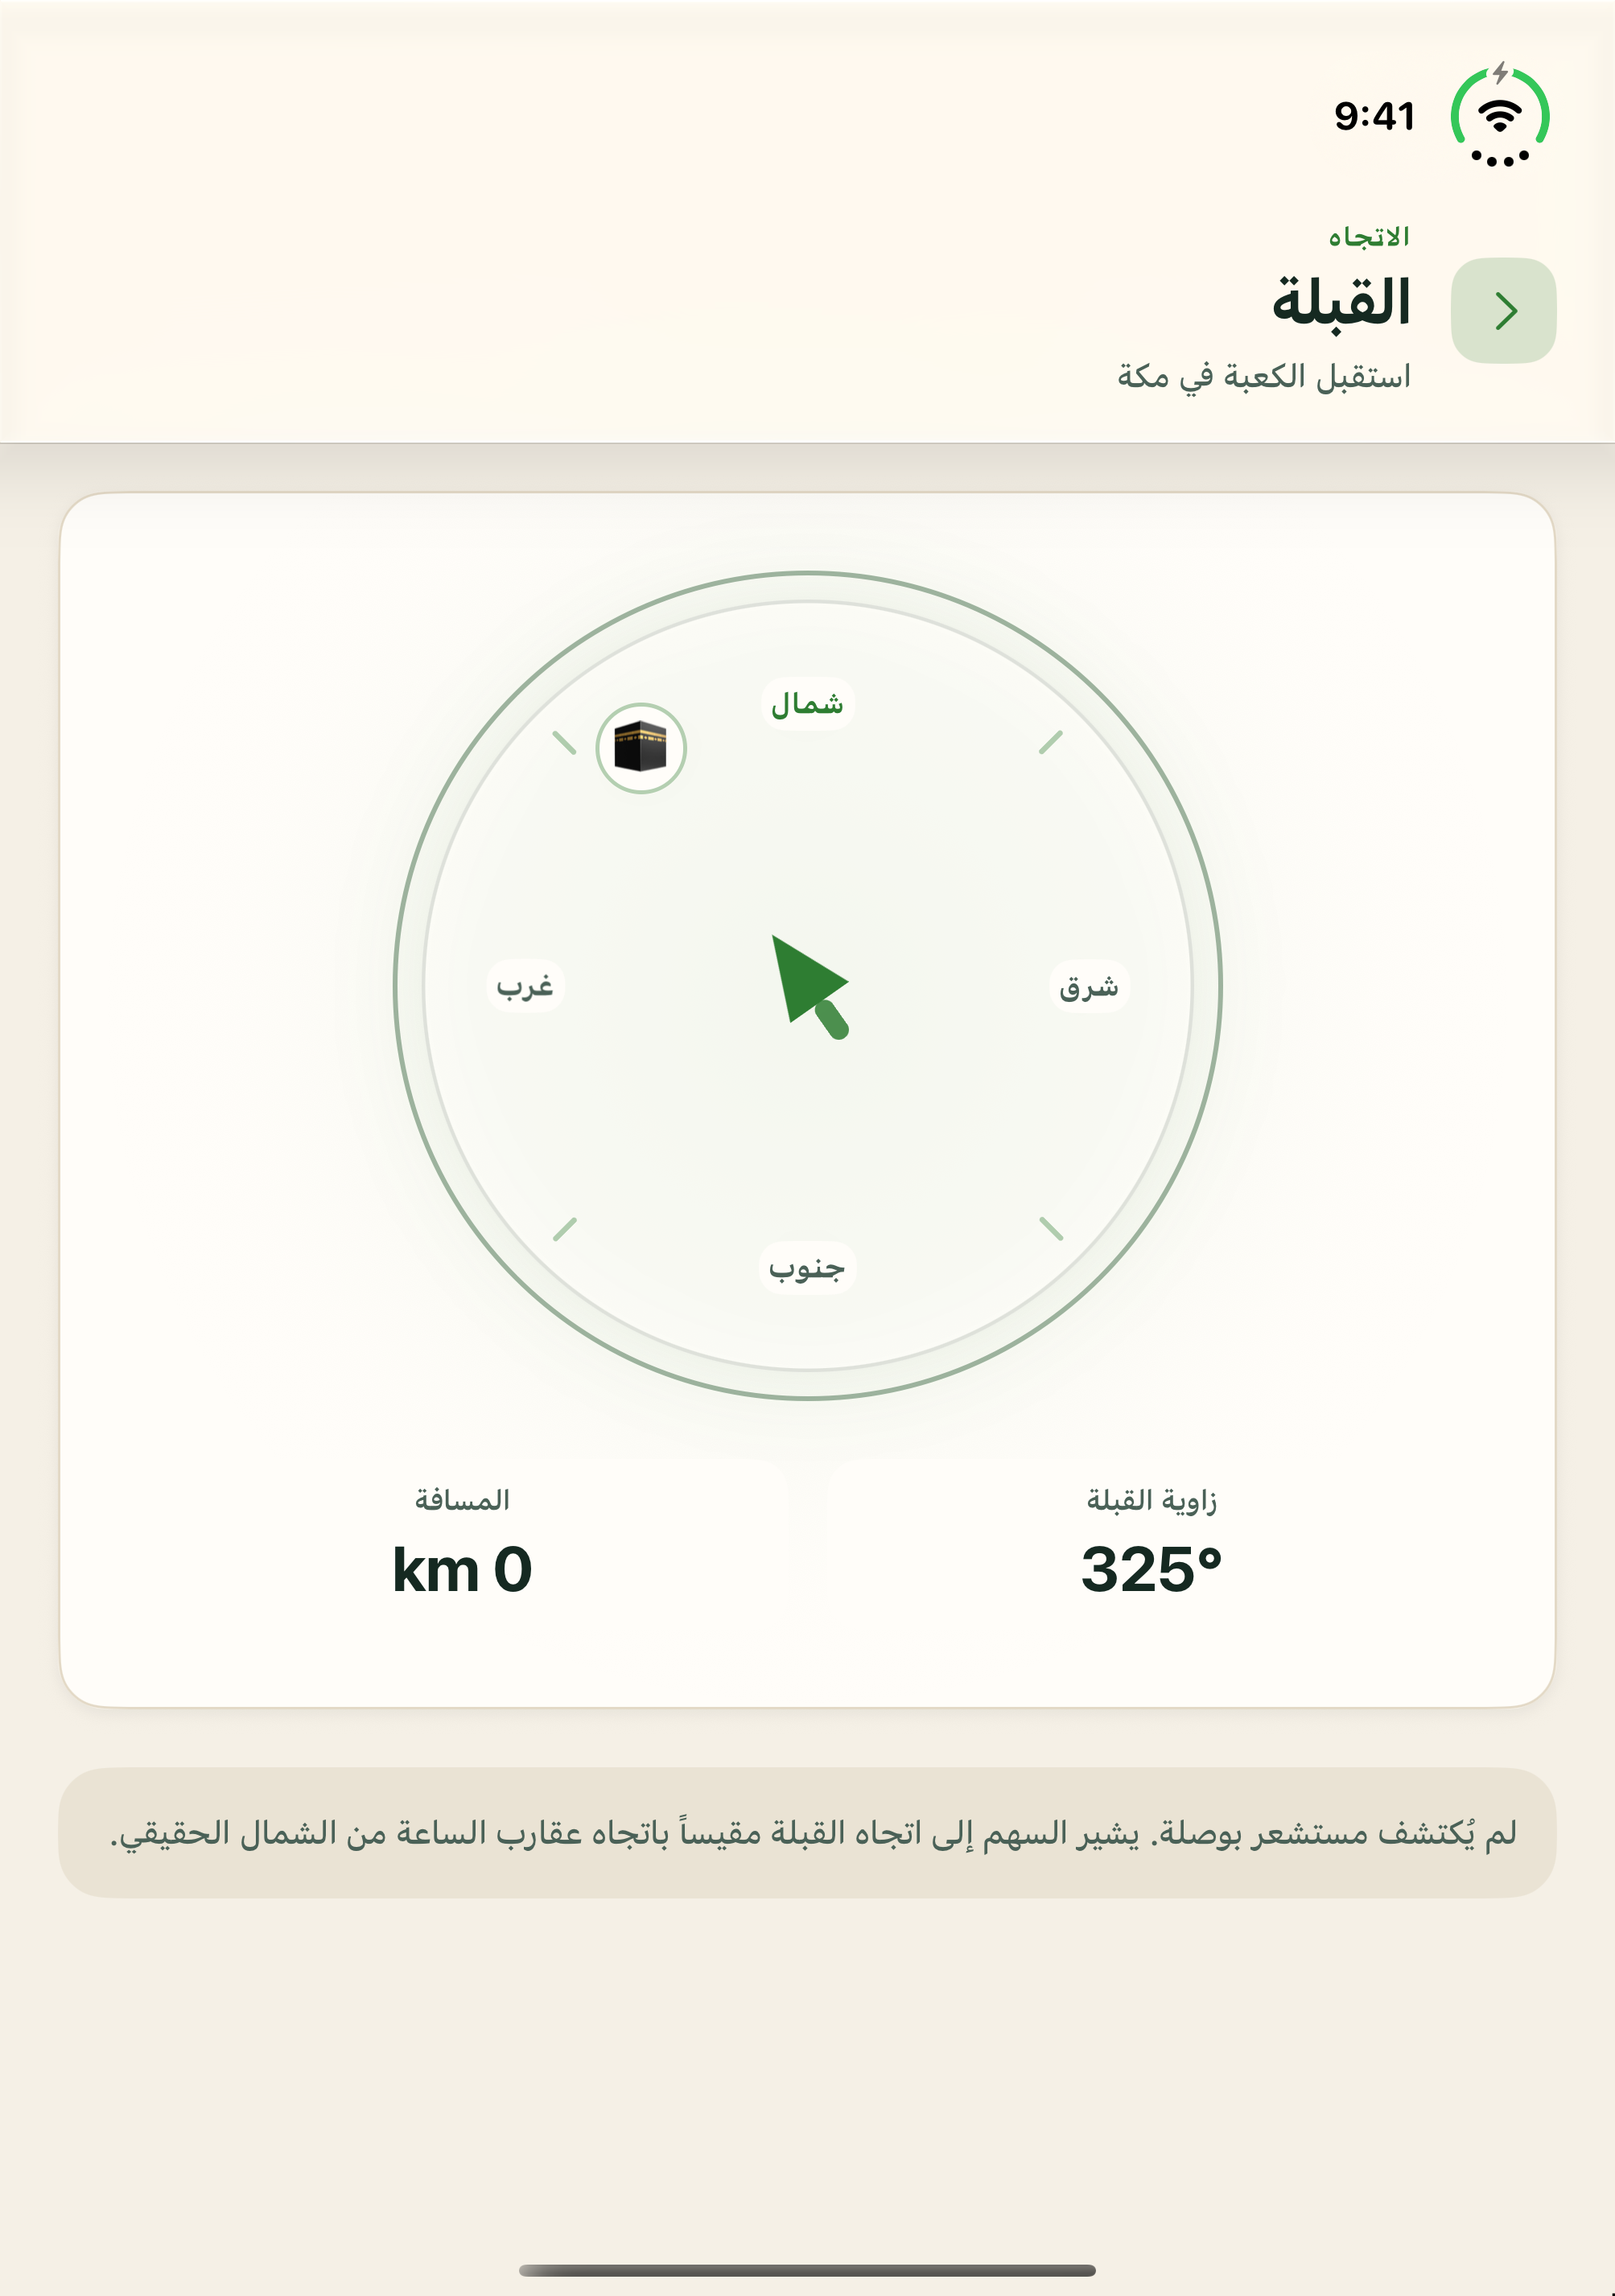 9:41
الاتجاه
القبلة
استقبل الكعبة في مكة
شمال
غرب
شرق
جنوب
زاوية القبلة
325°
المسافة
km 0
لم يُكتشف مستشعر بوصلة. يشير السهم إلى اتجاه القبلة مقيساً باتجاه عقارب الساعة من الشمال الحقيقي.